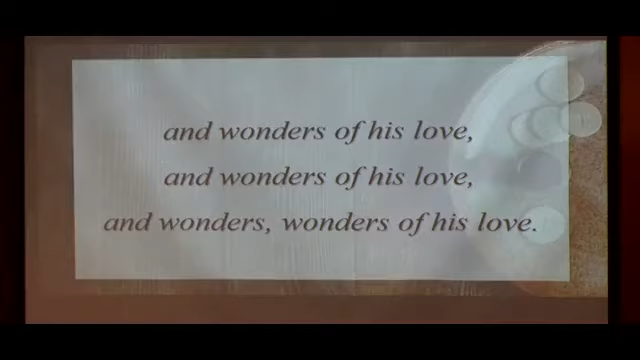 and wonders of his love,
and wonders of his love,
and wonders, wonders of his love.